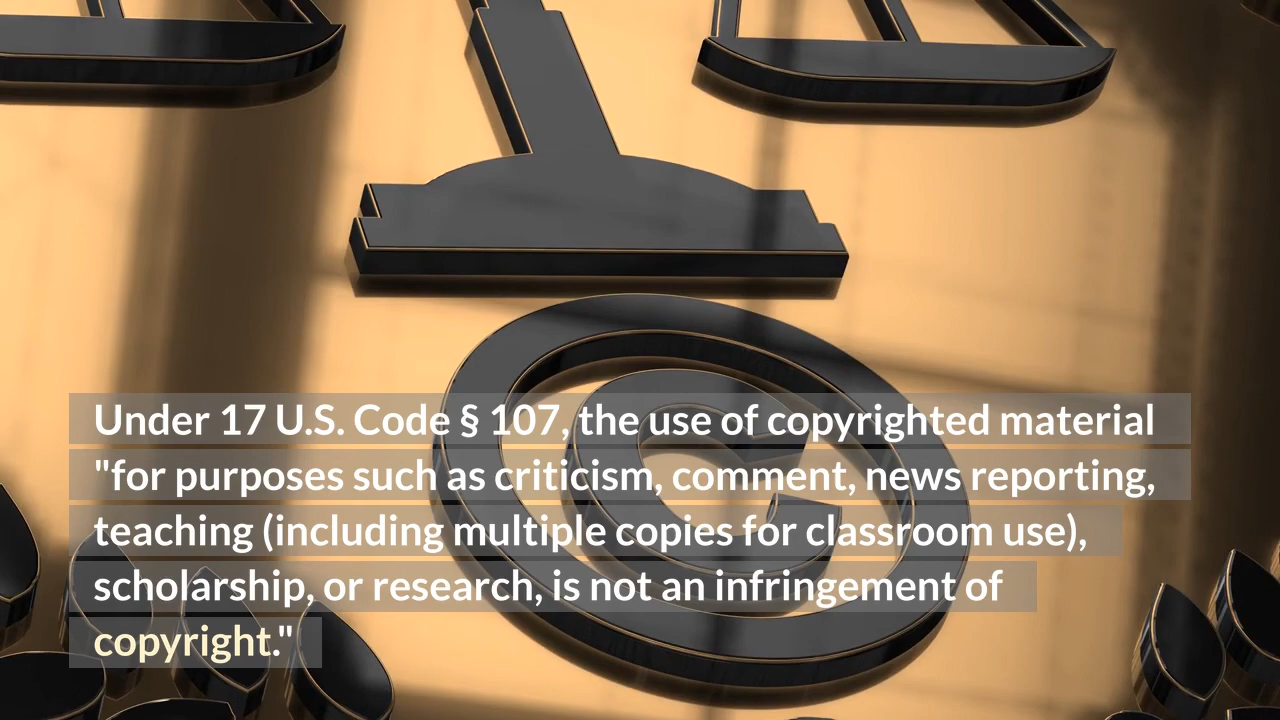 Under 17 U.S. Code § 107, the use of copyrighted material
"for purposes such as criticism, comment, news reporting,
teaching (including multiple copies for classroom use),
scholarship, or research, is not an infringement of
copyright."